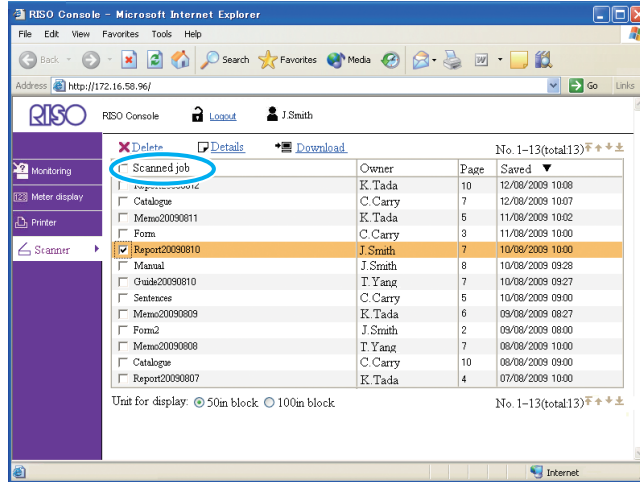 RISO Console - Microsoft Internet Explorer
File Edit View Favorites Tools Help
Back Search Favorites Media W
Address http://172.16.58.96/ Go Links
RISO RISO Console Logout J.Smith
Delete Details Download No. 1-13(total:13)
Monitoring
Meter display
Printer
Scanner
Scanned job Owner Page Saved ▼
K.Tada 10 12/08/2009 10:08
Catalogue C.Carry 7 12/08/2009 10:07
Memo20090811 K.Tada 5 11/08/2009 10:02
Form C.Carry 3 11/08/2009 10:00
Report20090810 J.Smith 7 10/08/2009 10:00
Manual J.Smith 8 10/08/2009 09:28
Guide20090810 T.Yang 7 10/08/2009 09:27
Sentences C.Carry 5 10/08/2009 09:00
Memo20090809 K.Tada 6 09/08/2009 08:27
Form2 J.Smith 2 09/08/2009 08:00
Memo20090808 T.Yang 7 08/08/2009 10:00
Catalogue C.Carry 10 08/08/2009 09:00
Report20090807 K.Tada 4 07/08/2009 10:00
Unit for display: 50in block 100in block No. 1-13(total:13)
Internet